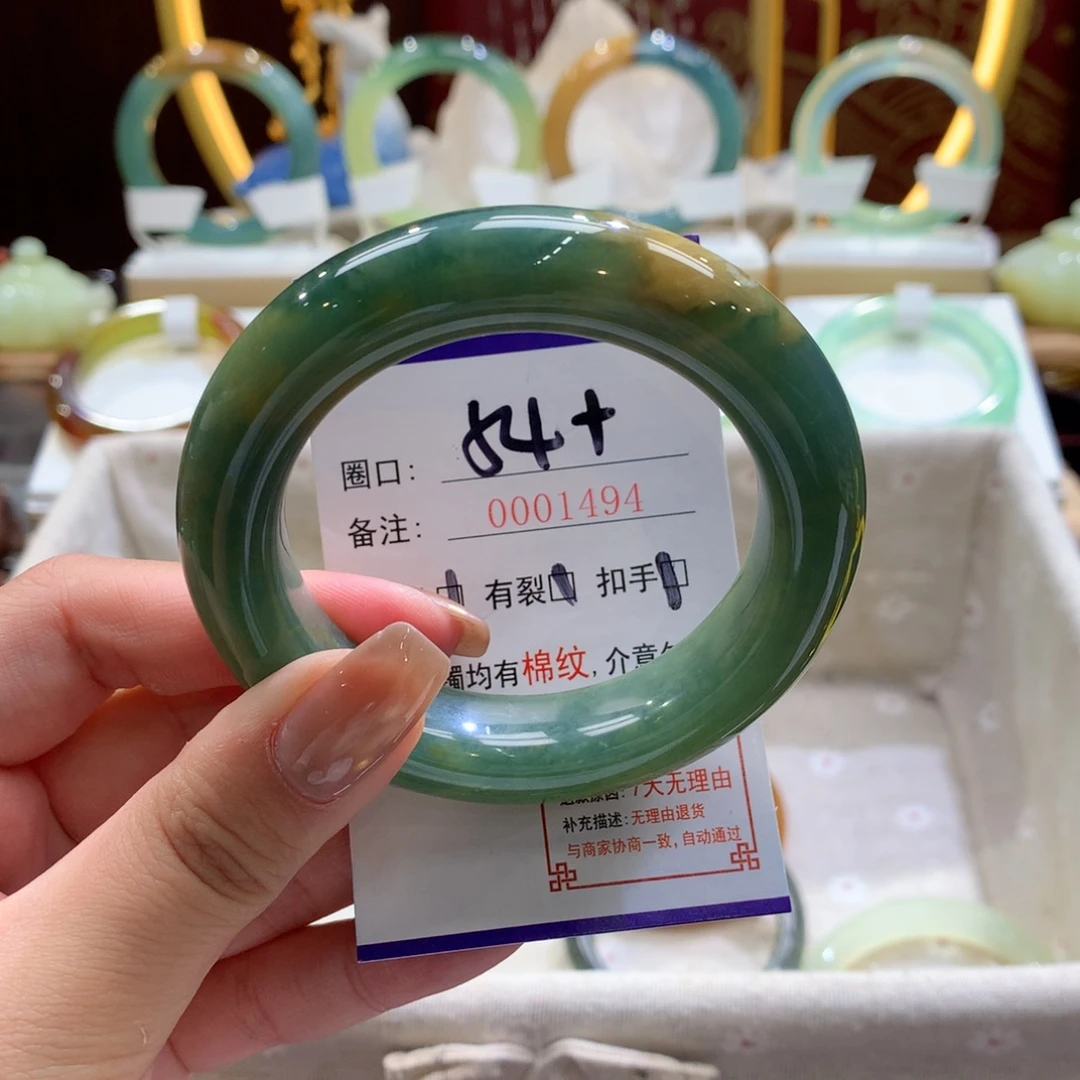 圈口: 54+
备注: 0001494
有裂 扣手
镯均有棉纹, 介意
7天无理由
补充描述: 无理由退货
与商家协商一致, 自动通过